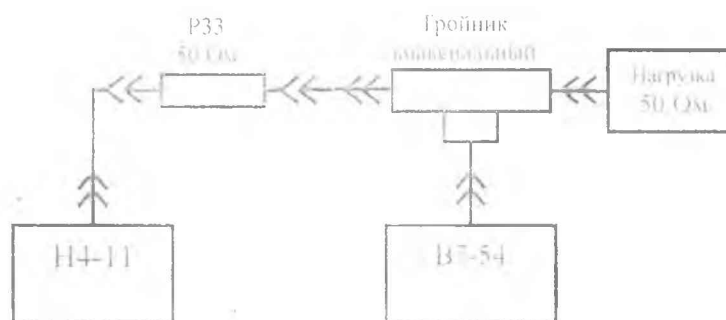 Р33
50 Ом
Тройник
коаксиальный
Нагрузка
50 Ом
Н4-11
В7-54